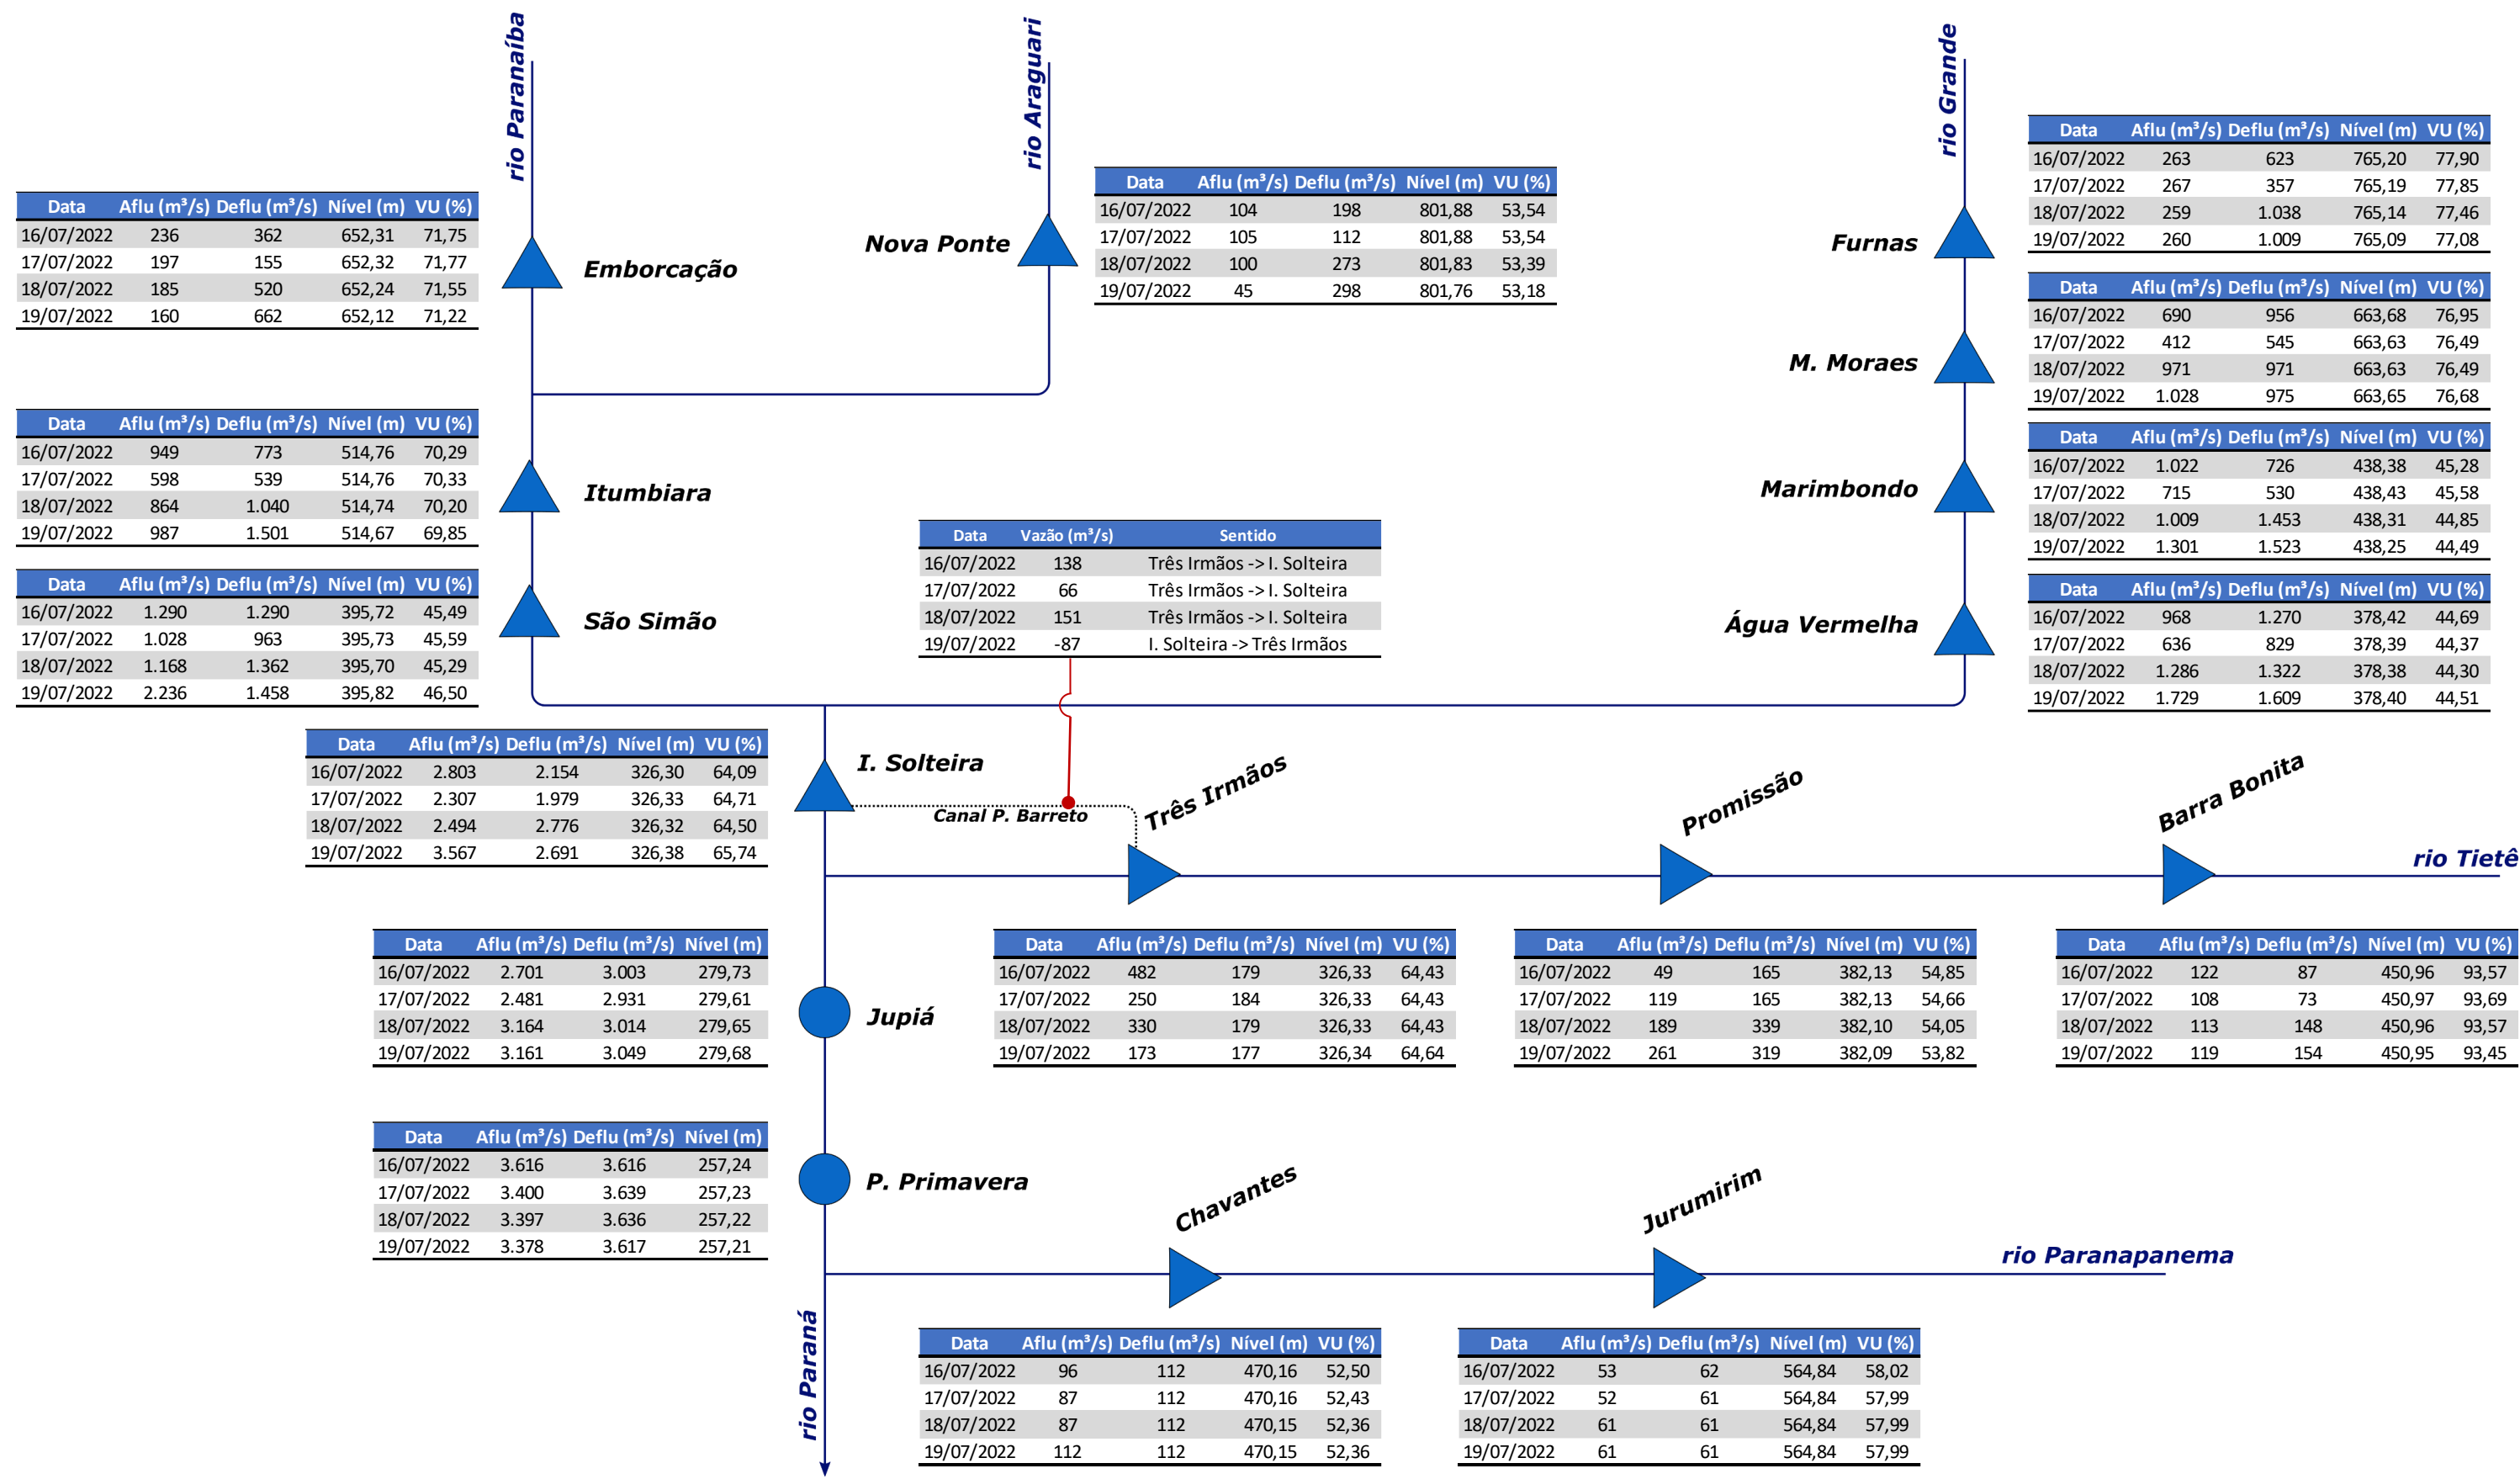 rio Paranaíba
rio Araguari
rio Grande
Data Aflu (m³/s) Deflu (m³/s) Nível (m) VU (%)
16/07/2022 263 623 765,20 77,90
17/07/2022 267 357 765,19 77,85
18/07/2022 259 1.038 765,14 77,46
19/07/2022 260 1.009 765,09 77,08
Furnas
Data Aflu (m³/s) Deflu (m³/s) Nível (m) VU (%)
16/07/2022 104 198 801,88 53,54
17/07/2022 105 112 801,88 53,54
18/07/2022 100 273 801,83 53,39
19/07/2022 45 298 801,76 53,18
Nova Ponte
Data Aflu (m³/s) Deflu (m³/s) Nível (m) VU (%)
16/07/2022 236 362 652,31 71,75
17/07/2022 197 155 652,32 71,77
18/07/2022 185 520 652,24 71,55
19/07/2022 160 662 652,12 71,22
Emborcação
Data Aflu (m³/s) Deflu (m³/s) Nível (m) VU (%)
16/07/2022 690 956 663,68 76,95
17/07/2022 412 545 663,63 76,49
18/07/2022 971 971 663,63 76,49
19/07/2022 1.028 975 663,65 76,68
M. Moraes
Data Aflu (m³/s) Deflu (m³/s) Nível (m) VU (%)
16/07/2022 949 773 514,76 70,29
17/07/2022 598 539 514,76 70,33
18/07/2022 864 1.040 514,74 70,20
19/07/2022 987 1.501 514,67 69,85
Itumbiara
Data Aflu (m³/s) Deflu (m³/s) Nível (m) VU (%)
16/07/2022 1.022 726 438,38 45,28
17/07/2022 715 530 438,43 45,58
18/07/2022 1.009 1.453 438,31 44,85
19/07/2022 1.301 1.523 438,25 44,49
Marimbondo
Data Vazão (m³/s) Sentido
16/07/2022 138 Três Irmãos -> I. Solteira
17/07/2022 66 Três Irmãos -> I. Solteira
18/07/2022 151 Três Irmãos -> I. Solteira
19/07/2022 -87 I. Solteira -> Três Irmãos
Data Aflu (m³/s) Deflu (m³/s) Nível (m) VU (%)
16/07/2022 1.290 1.290 395,72 45,49
17/07/2022 1.028 963 395,73 45,59
18/07/2022 1.168 1.362 395,70 45,29
19/07/2022 2.236 1.458 395,82 46,50
São Simão
Data Aflu (m³/s) Deflu (m³/s) Nível (m) VU (%)
16/07/2022 968 1.270 378,42 44,69
17/07/2022 636 829 378,39 44,37
18/07/2022 1.286 1.322 378,38 44,30
19/07/2022 1.729 1.609 378,40 44,51
Água Vermelha
Data Aflu (m³/s) Deflu (m³/s) Nível (m) VU (%)
16/07/2022 2.803 2.154 326,30 64,09
17/07/2022 2.307 1.979 326,33 64,71
18/07/2022 2.494 2.776 326,32 64,50
19/07/2022 3.567 2.691 326,38 65,74
I. Solteira
Canal P. Barreto
Três Irmãos
Promissão
Barra Bonita
rio Tietê
Data Aflu (m³/s) Deflu (m³/s) Nível (m)
16/07/2022 2.701 3.003 279,73
17/07/2022 2.481 2.931 279,61
18/07/2022 3.164 3.014 279,65
19/07/2022 3.161 3.049 279,68
Jupiá
Data Aflu (m³/s) Deflu (m³/s) Nível (m) VU (%)
16/07/2022 482 179 326,33 64,43
17/07/2022 250 184 326,33 64,43
18/07/2022 330 179 326,33 64,43
19/07/2022 173 177 326,34 64,64
Data Aflu (m³/s) Deflu (m³/s) Nível (m) VU (%)
16/07/2022 49 165 382,13 54,85
17/07/2022 119 165 382,13 54,66
18/07/2022 189 339 382,10 54,05
19/07/2022 261 319 382,09 53,82
Data Aflu (m³/s) Deflu (m³/s) Nível (m) VU (%)
16/07/2022 122 87 450,96 93,57
17/07/2022 108 73 450,97 93,69
18/07/2022 113 148 450,96 93,57
19/07/2022 119 154 450,95 93,45
Data Aflu (m³/s) Deflu (m³/s) Nível (m)
16/07/2022 3.616 3.616 257,24
17/07/2022 3.400 3.639 257,23
18/07/2022 3.397 3.636 257,22
19/07/2022 3.378 3.617 257,21
P. Primavera
Chavantes
Jurumirim
rio Paranapanema
rio Paraná
Data Aflu (m³/s) Deflu (m³/s) Nível (m) VU (%)
16/07/2022 96 112 470,16 52,50
17/07/2022 87 112 470,16 52,43
18/07/2022 87 112 470,15 52,36
19/07/2022 112 112 470,15 52,36
Data Aflu (m³/s) Deflu (m³/s) Nível (m) VU (%)
16/07/2022 53 62 564,84 58,02
17/07/2022 52 61 564,84 57,99
18/07/2022 61 61 564,84 57,99
19/07/2022 61 61 564,84 57,99